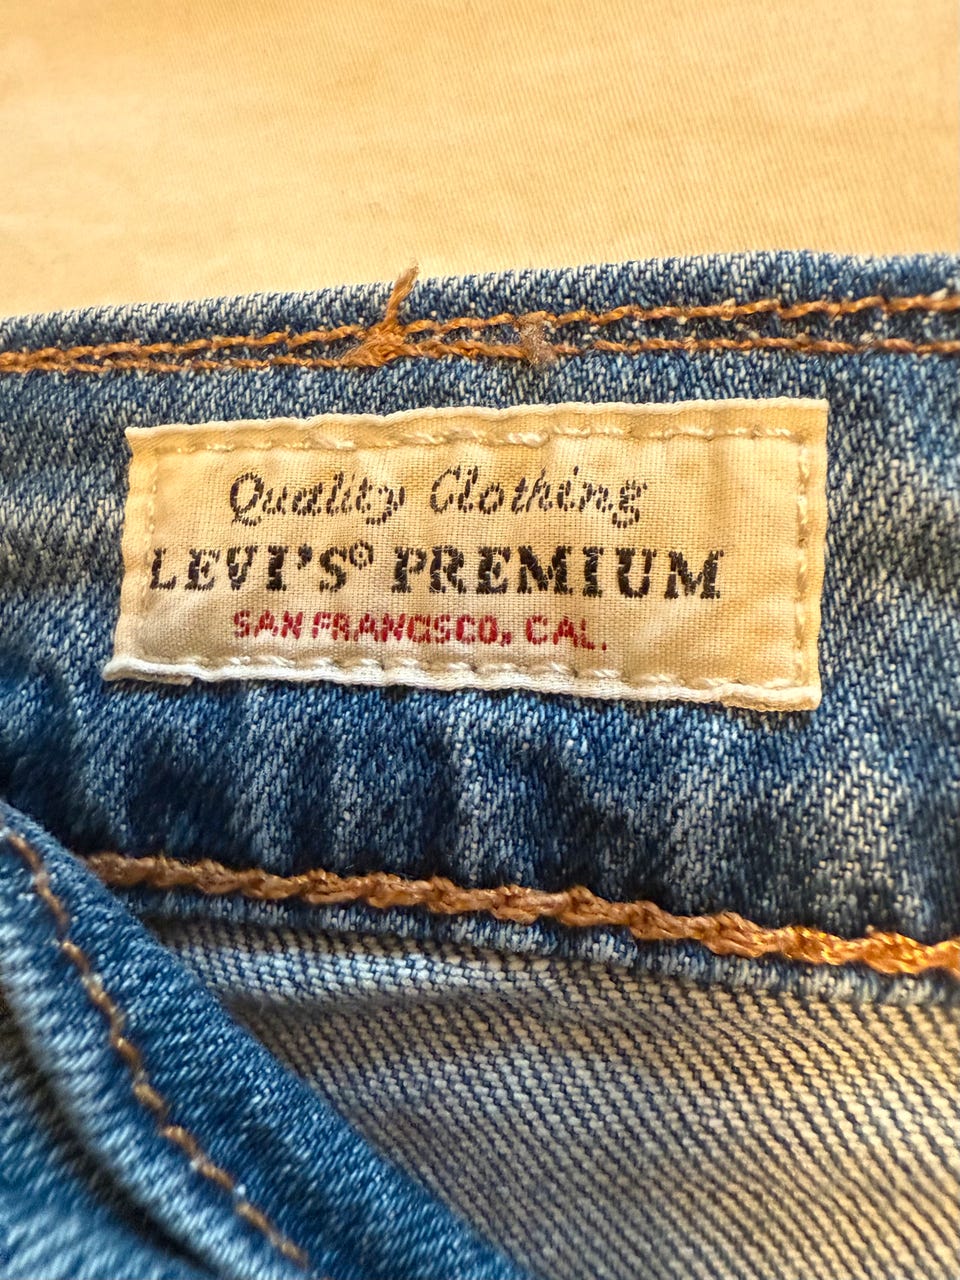 Quality Clothing
LEVI'S® PREMIUM
SAN FRANCISCO, CAL.